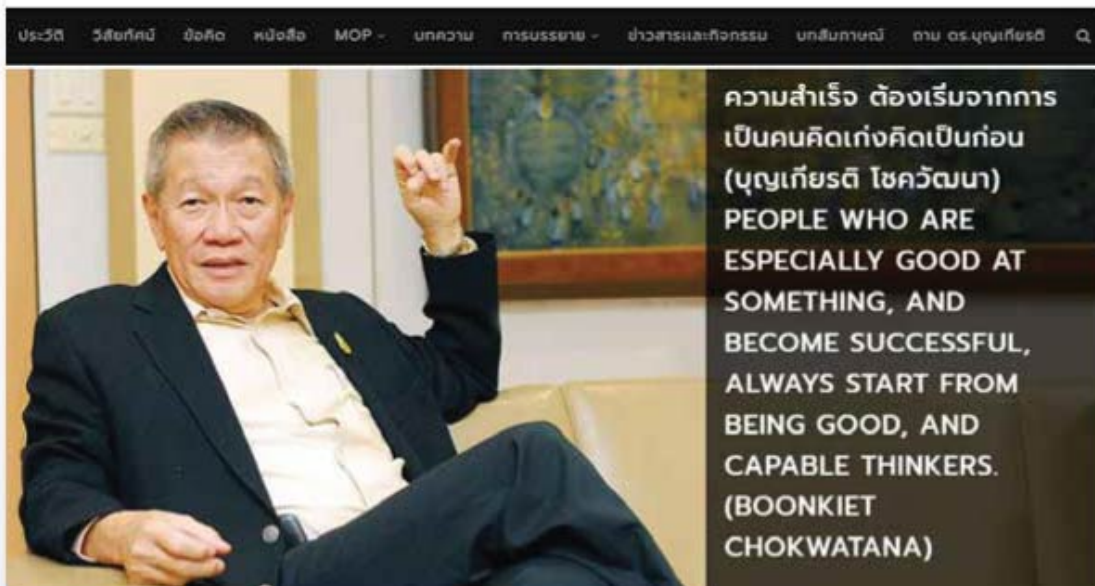 ประวัติ วิสัยทัศน์ ข้อคิด หนังสือ MOP บทความ การบรรยาย ข่าวสารและกิจกรรม บทสัมภาษณ์ ถาม ดร.บุญเกียรติ
ความสำเร็จ ต้องเริ่มจากการ
เป็นคนคิดเก่งคิดเป็นก่อน
(บุญเกียรติ โชควัฒนา)
PEOPLE WHO ARE
ESPECIALLY GOOD AT
SOMETHING, AND
BECOME SUCCESSFUL,
ALWAYS START FROM
BEING GOOD, AND
CAPABLE THINKERS.
(BOONKIET
CHOKWATANA)